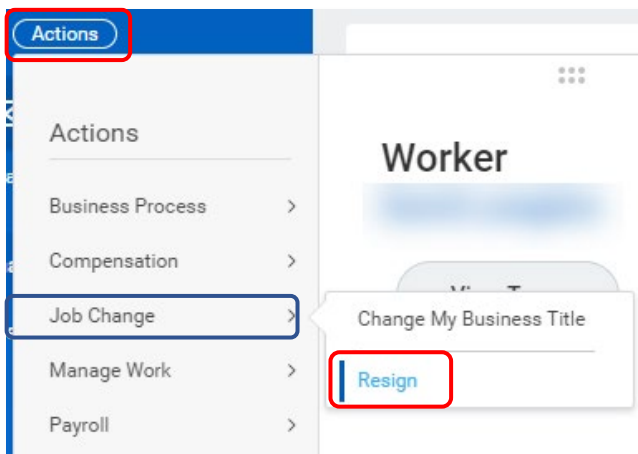 Actions
Actions
Business Process
Compensation
Job Change
Manage Work
Payroll
Worker
Change My Business Title
Resign